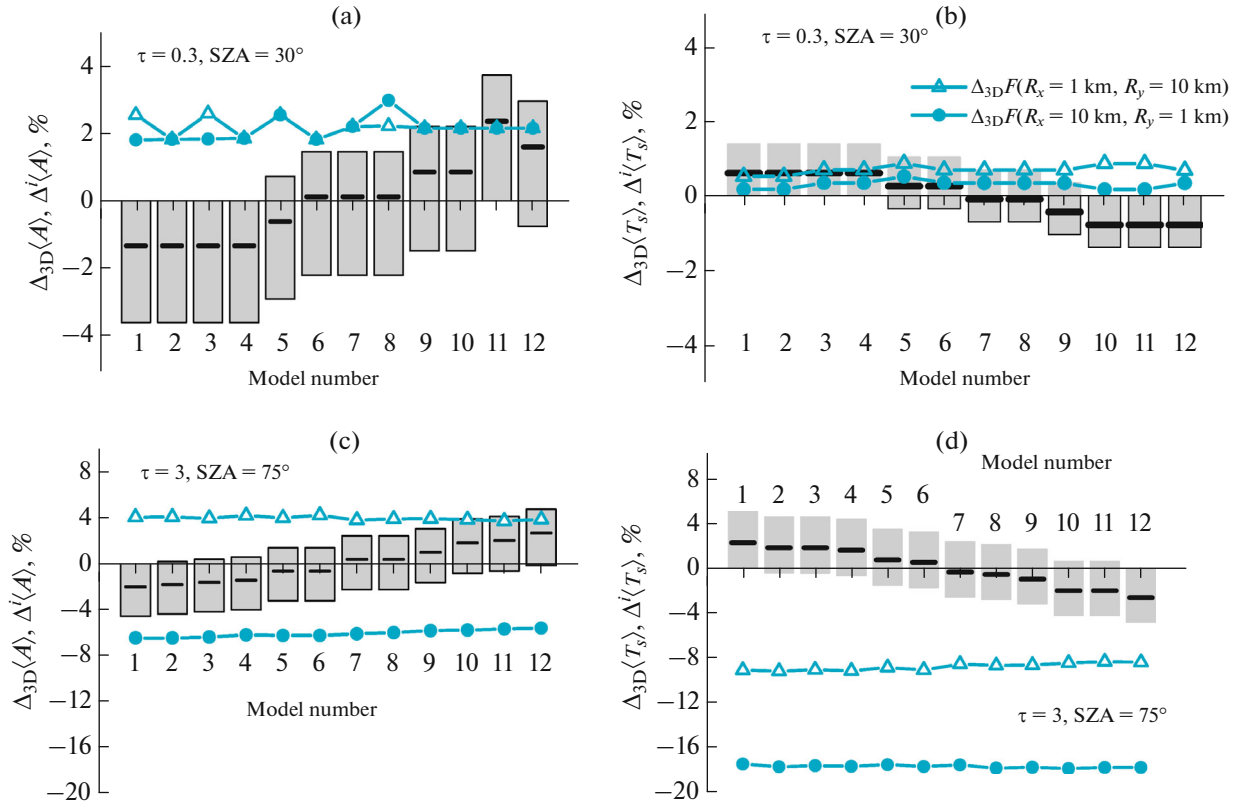 (a)
τ = 0.3, SZA = 30°
Δ3D⟨A⟩, Δi⟨A⟩, %
4
2
0
−2
−4
1 2 3 4 5 6 7 8 9 10 11 12
Model number
(b)
τ = 0.3, SZA = 30°
Δ3DF(Rx = 1 km, Ry = 10 km)
Δ3DF(Rx = 10 km, Ry = 1 km)
Δ3D⟨Ts⟩, Δi⟨Ts⟩, %
4
2
0
−2
−4
1 2 3 4 5 6 7 8 9 10 11 12
Model number
(c)
τ = 3, SZA = 75°
Δ3D⟨A⟩, Δi⟨A⟩, %
8
4
0
−4
−8
−12
−16
−20
1 2 3 4 5 6 7 8 9 10 11 12
Model number
(d)
Model number
1 2 3 4 5 6 7 8 9 10 11 12
Δ3D⟨Ts⟩, Δi⟨Ts⟩, %
8
4
0
−4
−8
−12
−16
−20
τ = 3, SZA = 75°